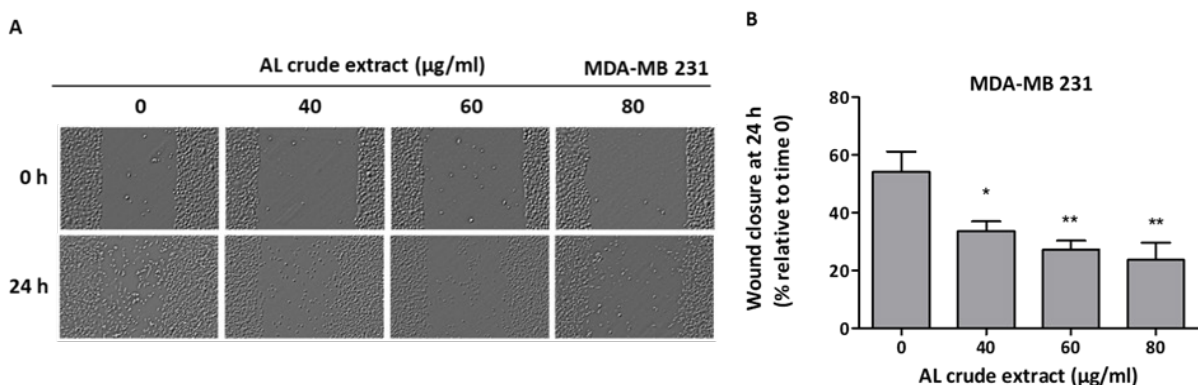 A
AL crude extract (µg/ml) MDA-MB 231
0 40 60 80
0 h
24 h
B
MDA-MB 231
Wound closure at 24 h
(% relative to time 0)
80
60
40
20
0
* ** **
0 40 60 80
AL crude extract (µg/ml)